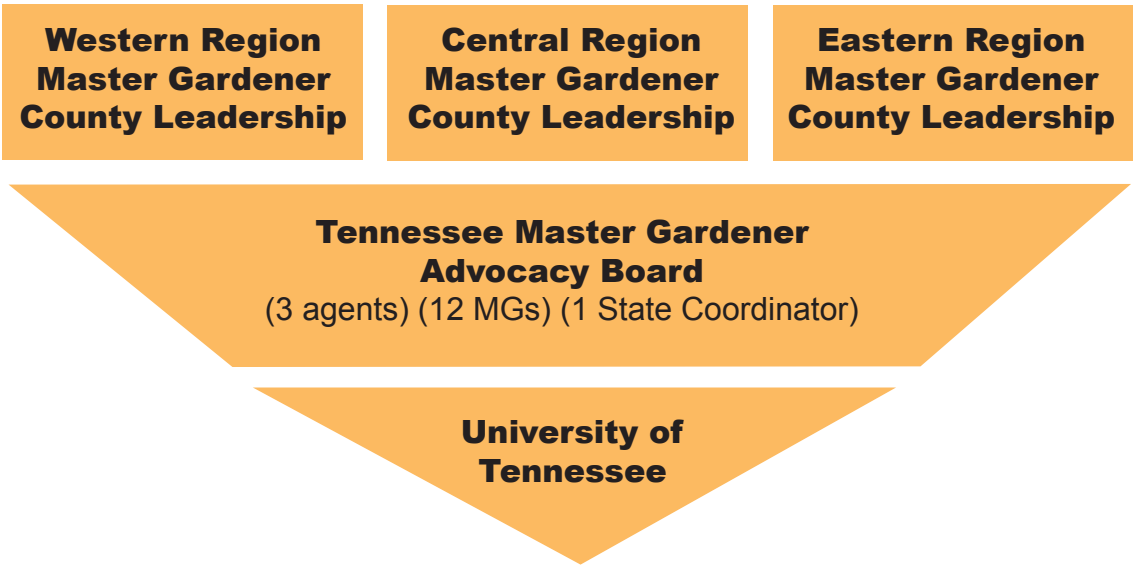 Western Region
Master Gardener
County Leadership
Central Region
Master Gardener
County Leadership
Eastern Region
Master Gardener
County Leadership
Tennessee Master Gardener
Advocacy Board
(3 agents) (12 MGs) (1 State Coordinator)
University of
Tennessee